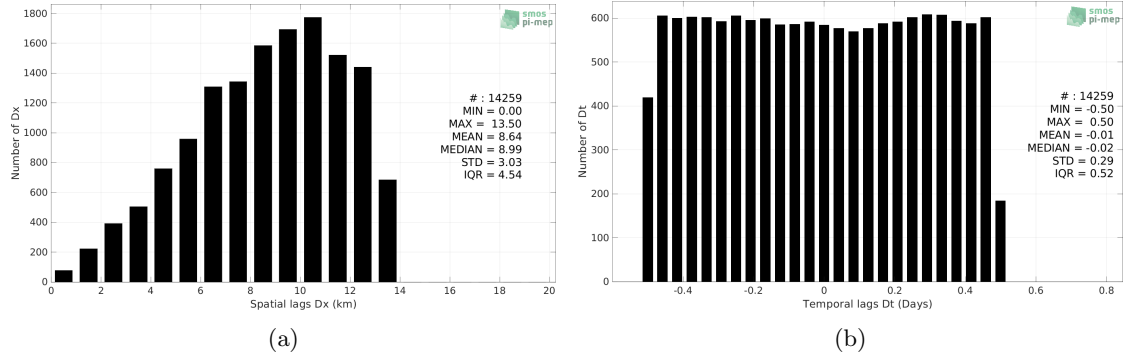 1800
1600
1400
1200
1000
800
600
400
200
0
Number of Dx
smos
pi-mep
# : 14259
MIN = 0.00
MAX = 13.50
MEAN = 8.64
MEDIAN = 8.99
STD = 3.03
IQR = 4.54
0 2 4 6 8 10 12 14 16 18 20
Spatial lags Dx (km)
(a)
600
500
400
300
200
100
0
Number of Dt
smos
pi-mep
# : 14259
MIN = -0.50
MAX = 0.50
MEAN = -0.01
MEDIAN = -0.02
STD = 0.29
IQR = 0.52
-0.4 -0.2 0 0.2 0.4 0.6 0.8
Temporal lags Dt (Days)
(b)